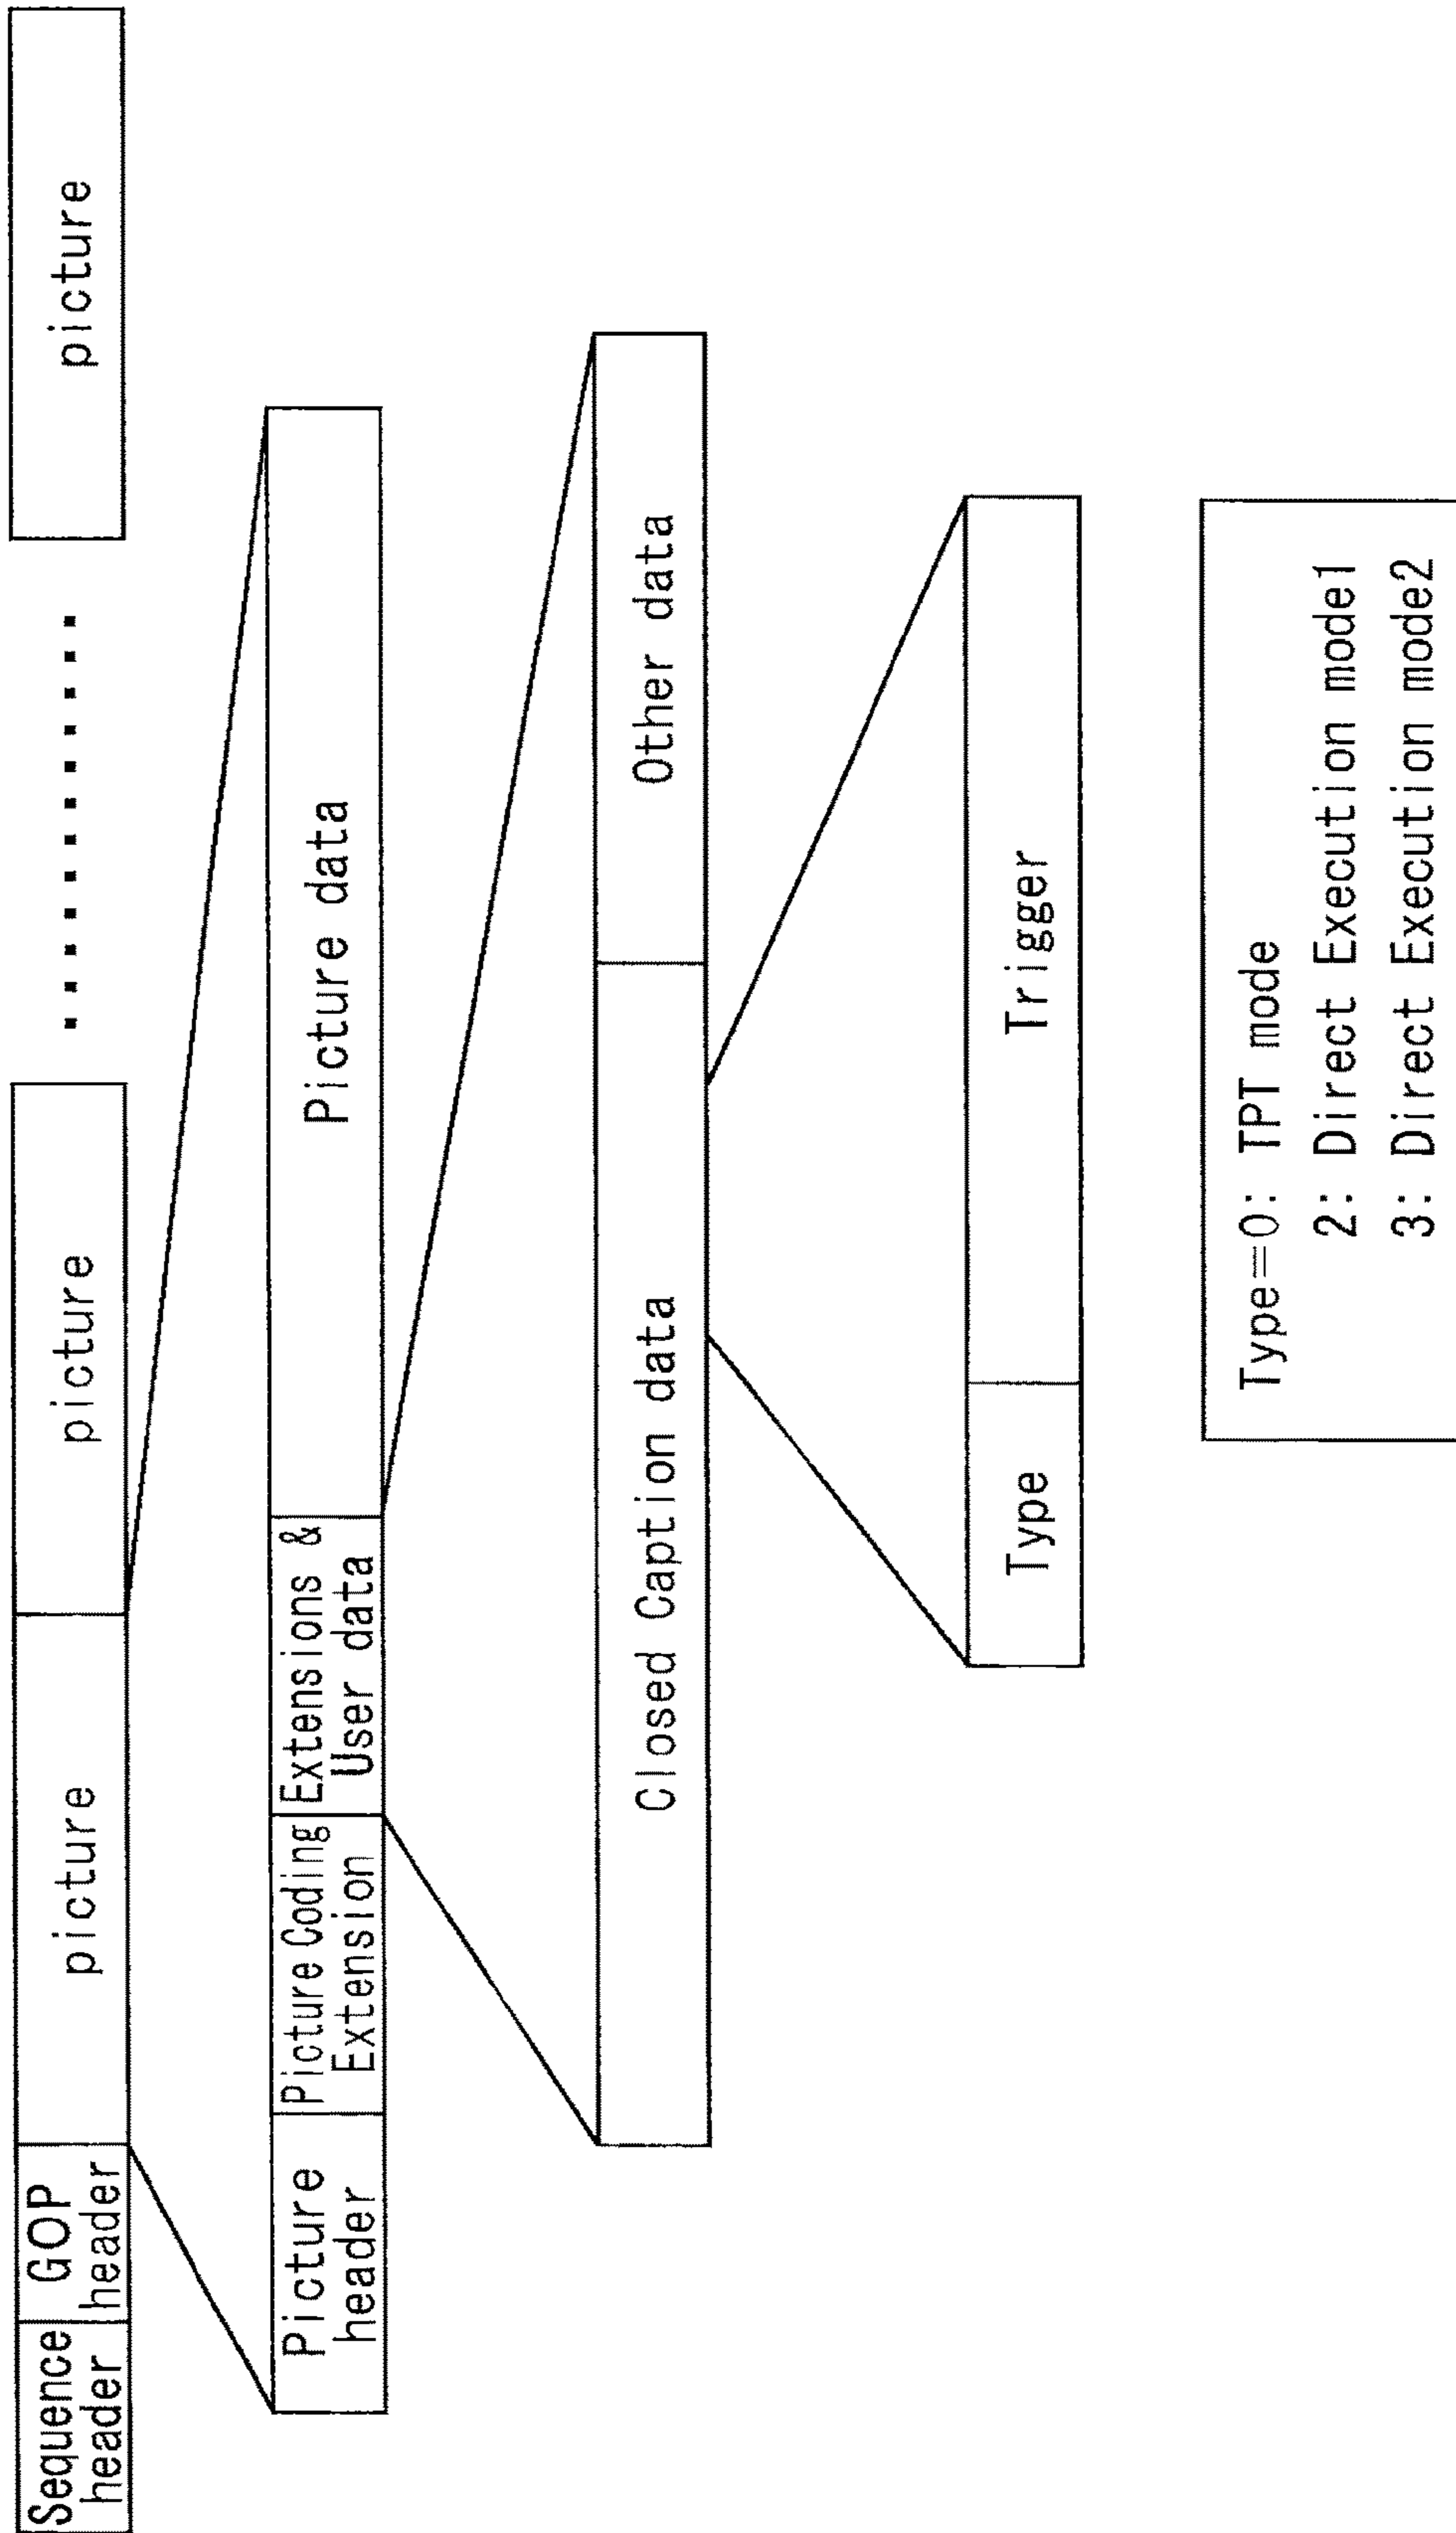 Sequence
header
GOP
header
picture
picture
picture
Picture
header
Picture Coding
Extension
Extensions &
User data
Picture data
Closed Caption data
Other data
Type
Trigger
Type=0: TPT mode
2: Direct Execution mode1
3: Direct Execution mode2